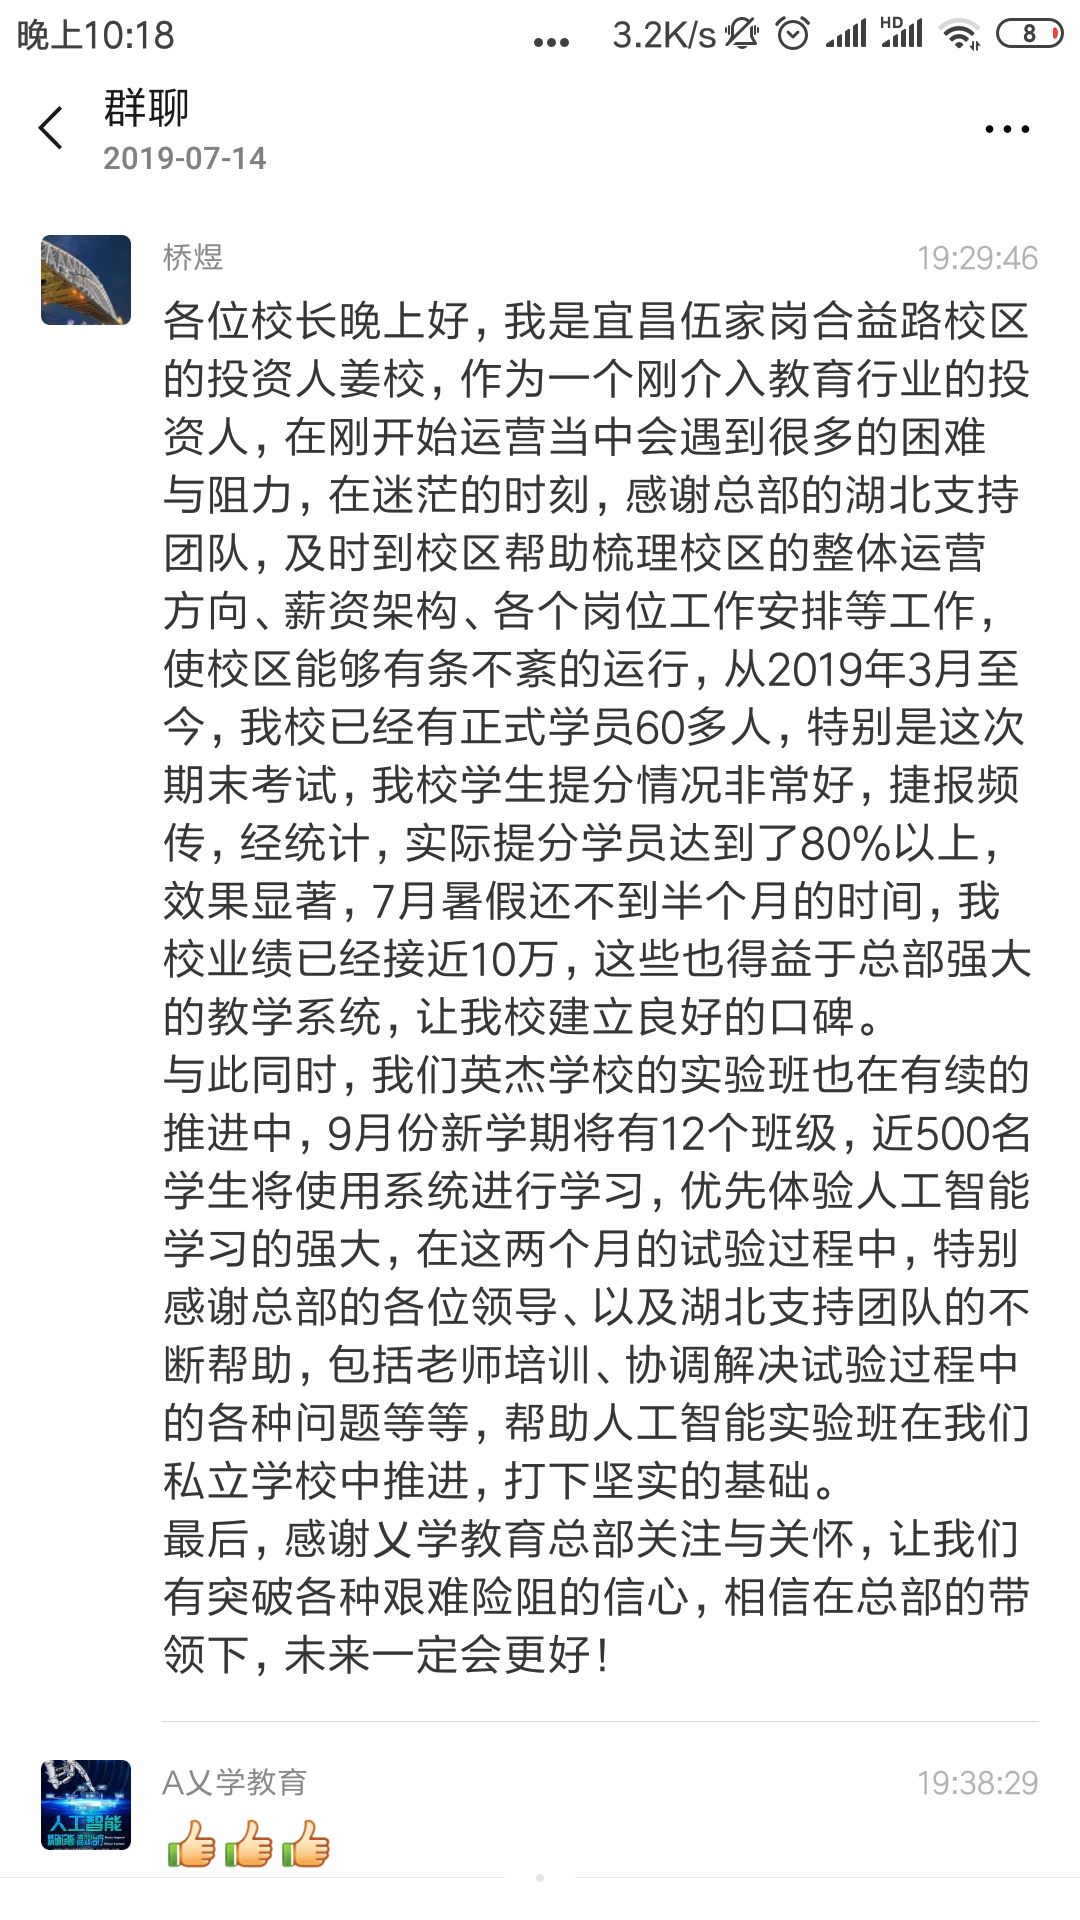 晚上10:18
3.2K/s
HD
8
群聊
2019-07-14
桥煜
19:29:46
各位校长晚上好，我是宜昌伍家岗合益路校区
的投资人姜校，作为一个刚介入教育行业的投
资人，在刚开始运营当中会遇到很多的困难
与阻力，在迷茫的时刻，感谢总部的湖北支持
团队，及时到校区帮助梳理校区的整体运营
方向、薪资架构、各个岗位工作安排等工作，
使校区能够有条不紊的运行，从2019年3月至
今，我校已经有正式学员60多人，特别是这次
期末考试，我校学生提分情况非常好，捷报频
传，经统计，实际提分学员达到了80%以上，
效果显著，7月暑假还不到半个月的时间，我
校业绩已经接近10万，这些也得益于总部强大
的教学系统，让我校建立良好的口碑。
与此同时，我们英杰学校的实验班也在有续的
推进中，9月份新学期将有12个班级，近500名
学生将使用系统进行学习，优先体验人工智能
学习的强大，在这两个月的试验过程中，特别
感谢总部的各位领导、以及湖北支持团队的不
断帮助，包括老师培训、协调解决试验过程中
的各种问题等等，帮助人工智能实验班在我们
私立学校中推进，打下坚实的基础。
最后，感谢乂学教育总部关注与关怀，让我们
有突破各种艰难险阻的信心，相信在总部的带
领下，未来一定会更好！
A乂学教育
19:38:29
人工智能